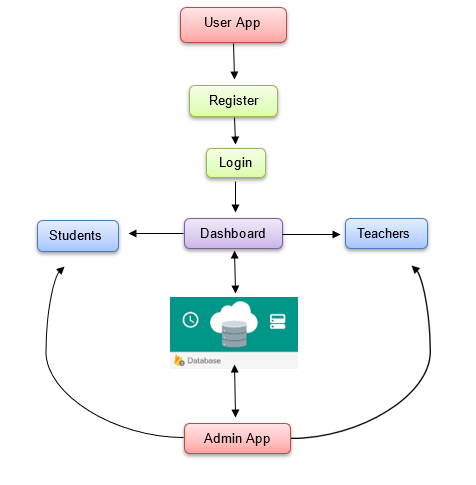 User App
Register
Login
Students
Dashboard
Teachers
Database
Admin App